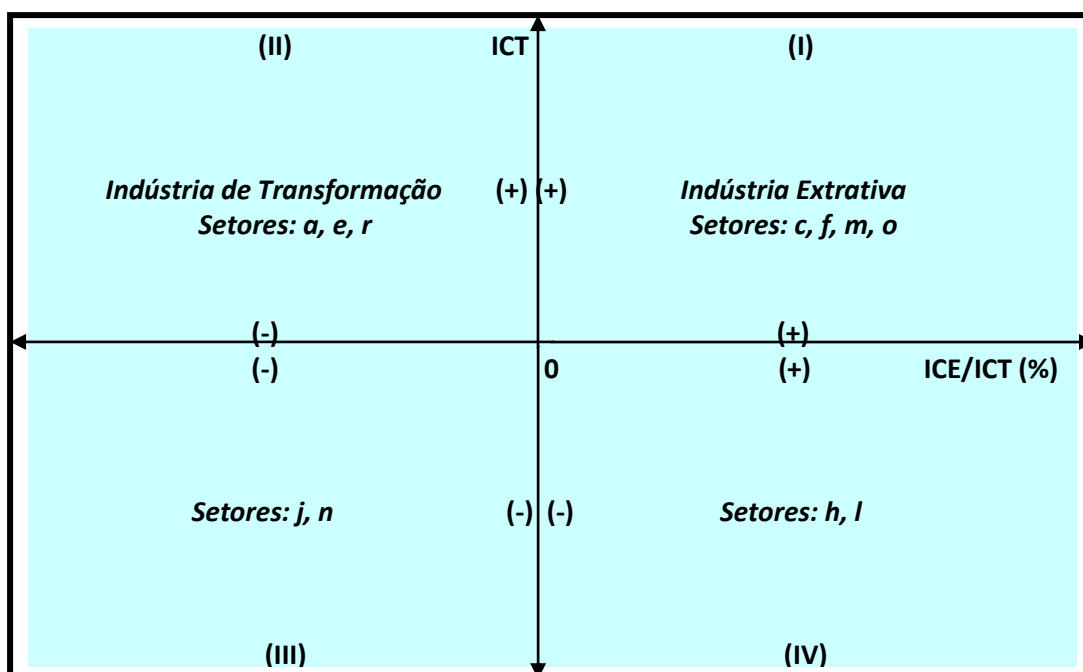 (II) ICT (I)
Indústria de Transformação (+) (+) Indústria Extrativa
Setores: a, e, r Setores: c, f, m, o
(-) (+)
(-) 0 (+) ICE/ICT (%)
Setores: j, n (-) (-) Setores: h, l
(III) (IV)